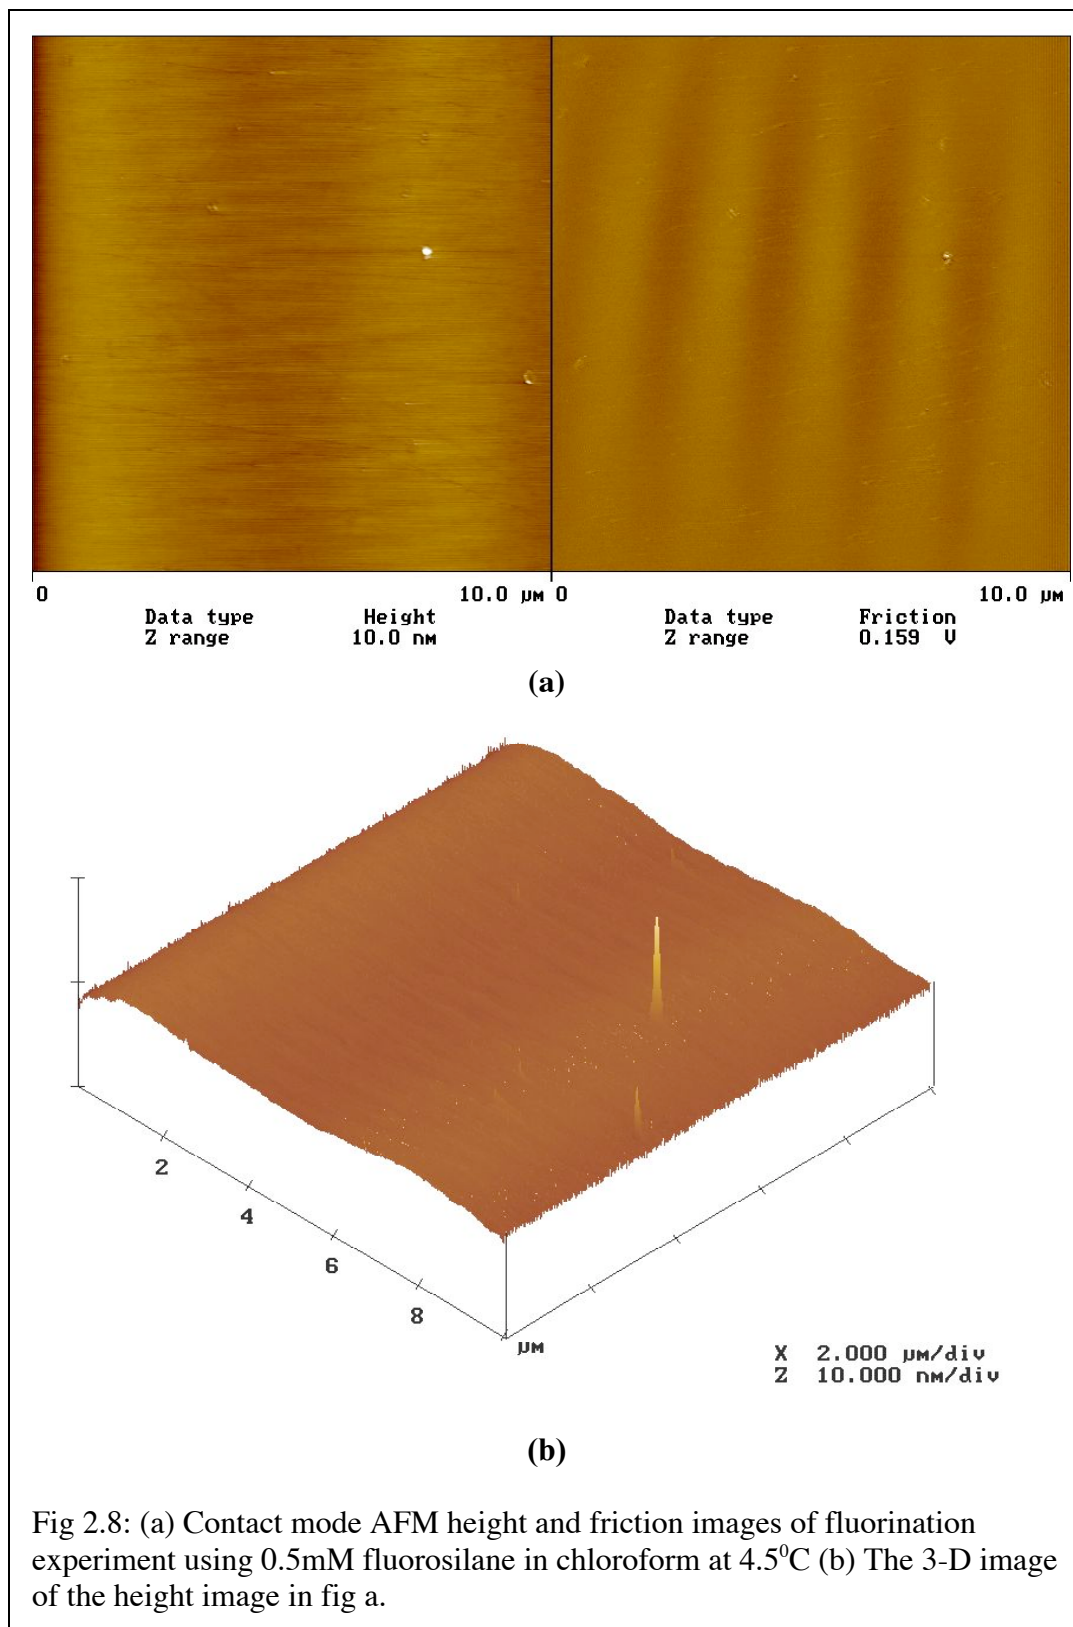 0 10.0 µm 0 10.0 µm
Data type Height Data type Friction
Z range 10.0 nm Z range 0.159 V
(a)
2
4
6
8
µm
X 2.000 µm/div
Z 10.000 nm/div
(b)
Fig 2.8: (a) Contact mode AFM height and friction images of fluorination
experiment using 0.5mM fluorosilane in chloroform at 4.5⁰C (b) The 3-D image
of the height image in fig a.